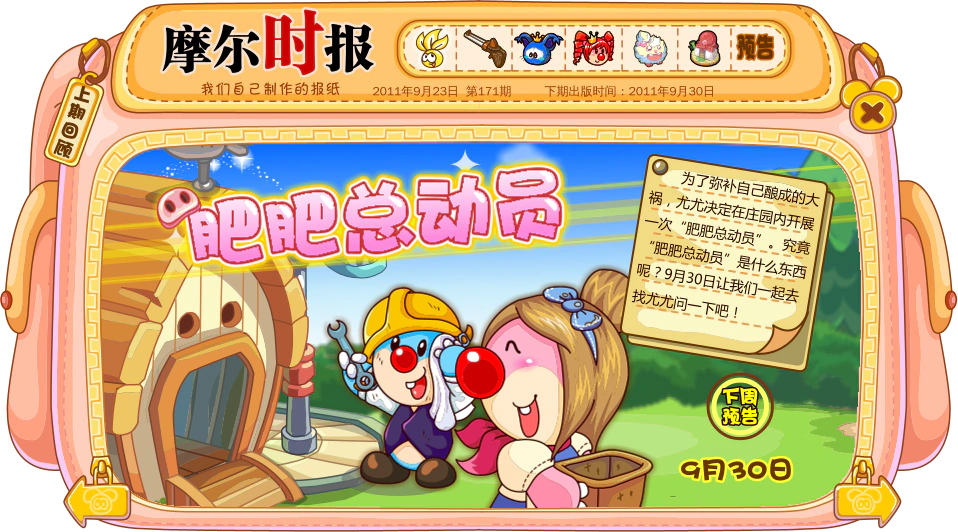 摩尔时报
预告
我们自己制作的报纸
2011年9月23日 第171期
下期出版时间：2011年9月30日
上期回顾
肥肥总动员
为了弥补自己酿成的大
祸，尤尤决定在庄园内开展
一次“肥肥总动员”。究竟
“肥肥总动员”是什么东西
呢？9月30日让我们一起去
找尤尤问一下吧！
下周
预告
9月30日